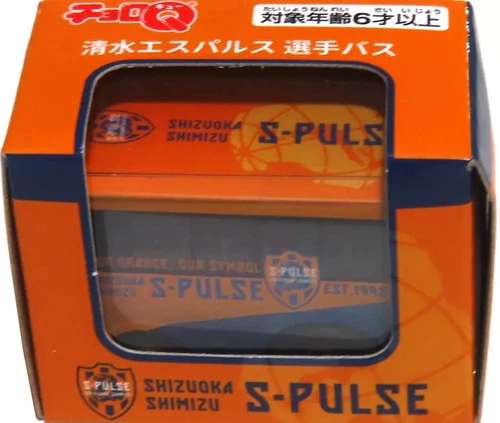 チョロQ
たいしょうねんれい さい いじょう
対象年齢6才以上
清水エスパルス 選手バス
SHIZUOKA
SHIMIZU
S-PULS
OUR ORANGE, OUR SYMBOL
S-PULSE
S-PULSE
EST.1992
S-PULSE
SHIZUOKA
SHIMIZU
S-PULSE